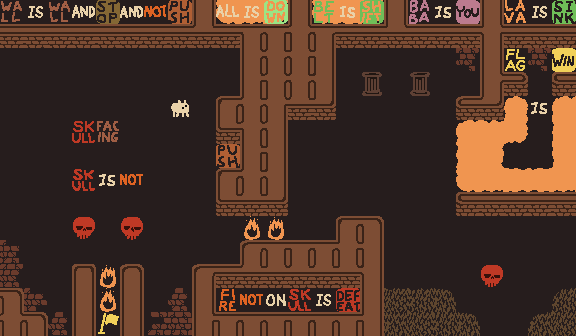 WALL IS WALL AND STOP AND NOT PUSH ALL IS DOWN BELT IS SHIFT BABA IS YOU LAVA IS SINK
FLAG WIN
IS
SKULL FACING
PUSH
SKULL IS NOT
FIRE NOT ON SKULL IS DEFEAT